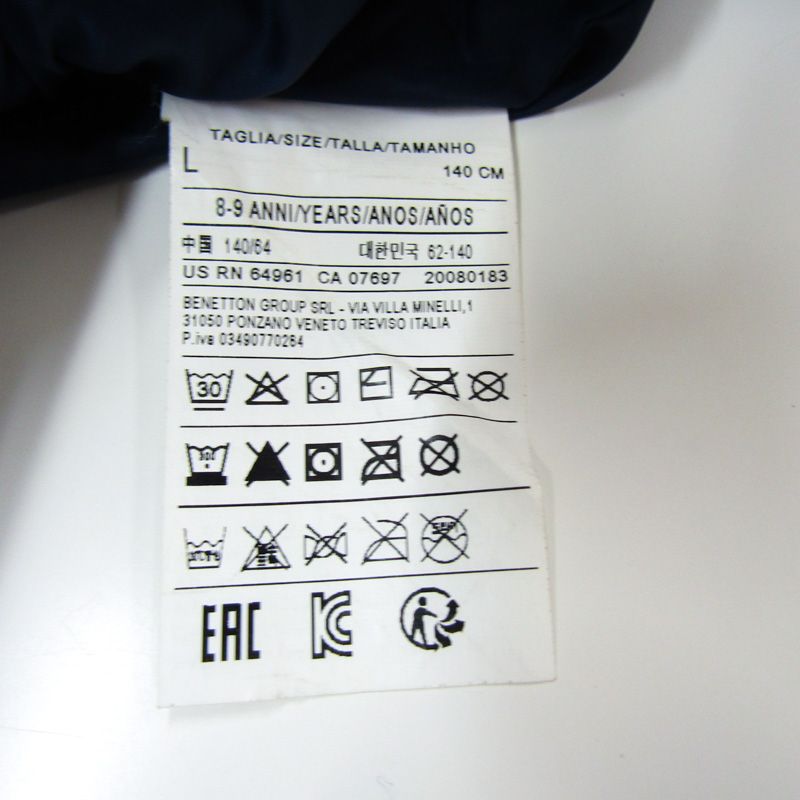 TAGLIA/SIZE/TALLA/TAMANHO
L 140 CM
8-9 ANNI/YEARS/ANOS/AÑOS
中国 140/64 대한민국 62-140
US RN 64961 CA 07697 20080183
BENETTON GROUP SRL - VIA VILLA MINELLI,1
31050 PONZANO VENETO TREVISO ITALIA
P.iva 03490770264
30
EAC KC